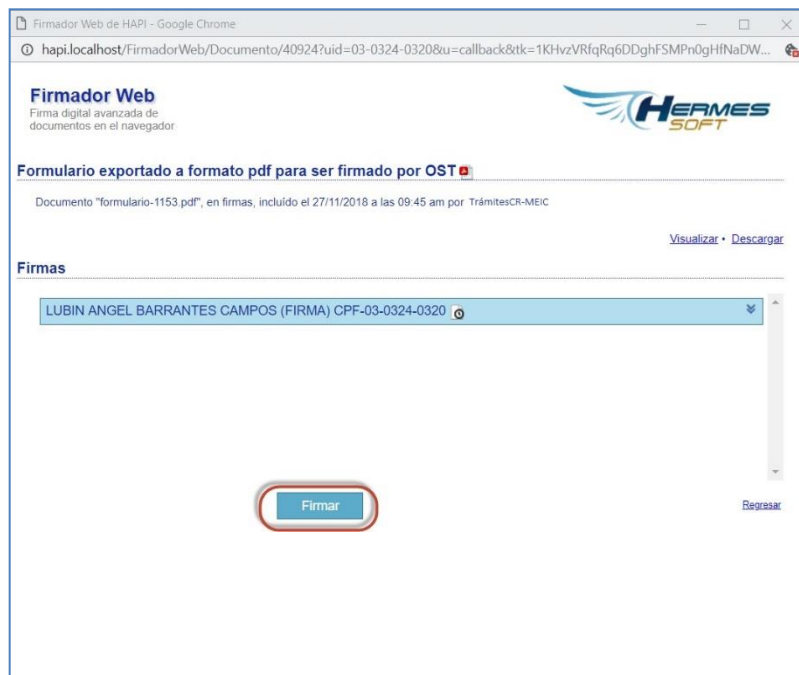 Firmador Web de HAPI - Google Chrome
hapi.localhost/FirmadorWeb/Documento/40924?uid=03-0324-0320&u=callback&tk=1KHvzVRfqRq6DDghFSMPn0gHfNaDW...
Firmador Web
Firma digital avanzada de
documentos en el navegador
HERMES
SOFT
Formulario exportado a formato pdf para ser firmado por OST
Documento "formulario-1153.pdf", en firmas, incluído el 27/11/2018 a las 09:45 am por TrámitesCR-MEIC
Visualizar • Descargar
Firmas
LUBIN ANGEL BARRANTES CAMPOS (FIRMA) CPF-03-0324-0320
Firmar
Regresar